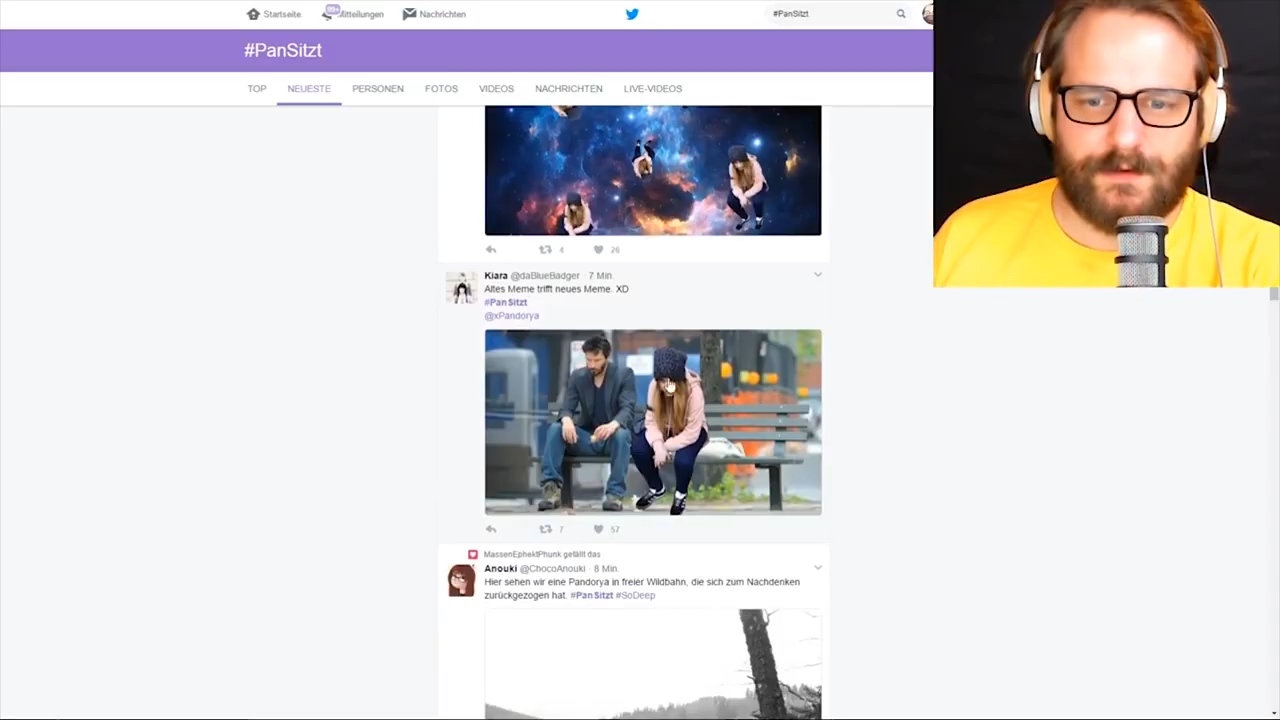 Startseite
99+
Mitteilungen
Nachrichten
#PanSitzt
#PanSitzt
TOP
NEUESTE
PERSONEN
FOTOS
VIDEOS
NACHRICHTEN
LIVE-VIDEOS
4
26
Kiara @daBlueBadger · 7 Min.
Altes Meme trifft neues Meme. XD
#PanSitzt
@xPandorya
7
57
MassenEphektPhunk gefällt das
Anouki @ChocoAnouki · 8 Min.
Hier sehen wir eine Pandorya in freier Wildbahn, die sich zum Nachdenken
zurückgezogen hat. #PanSitzt #SoDeep